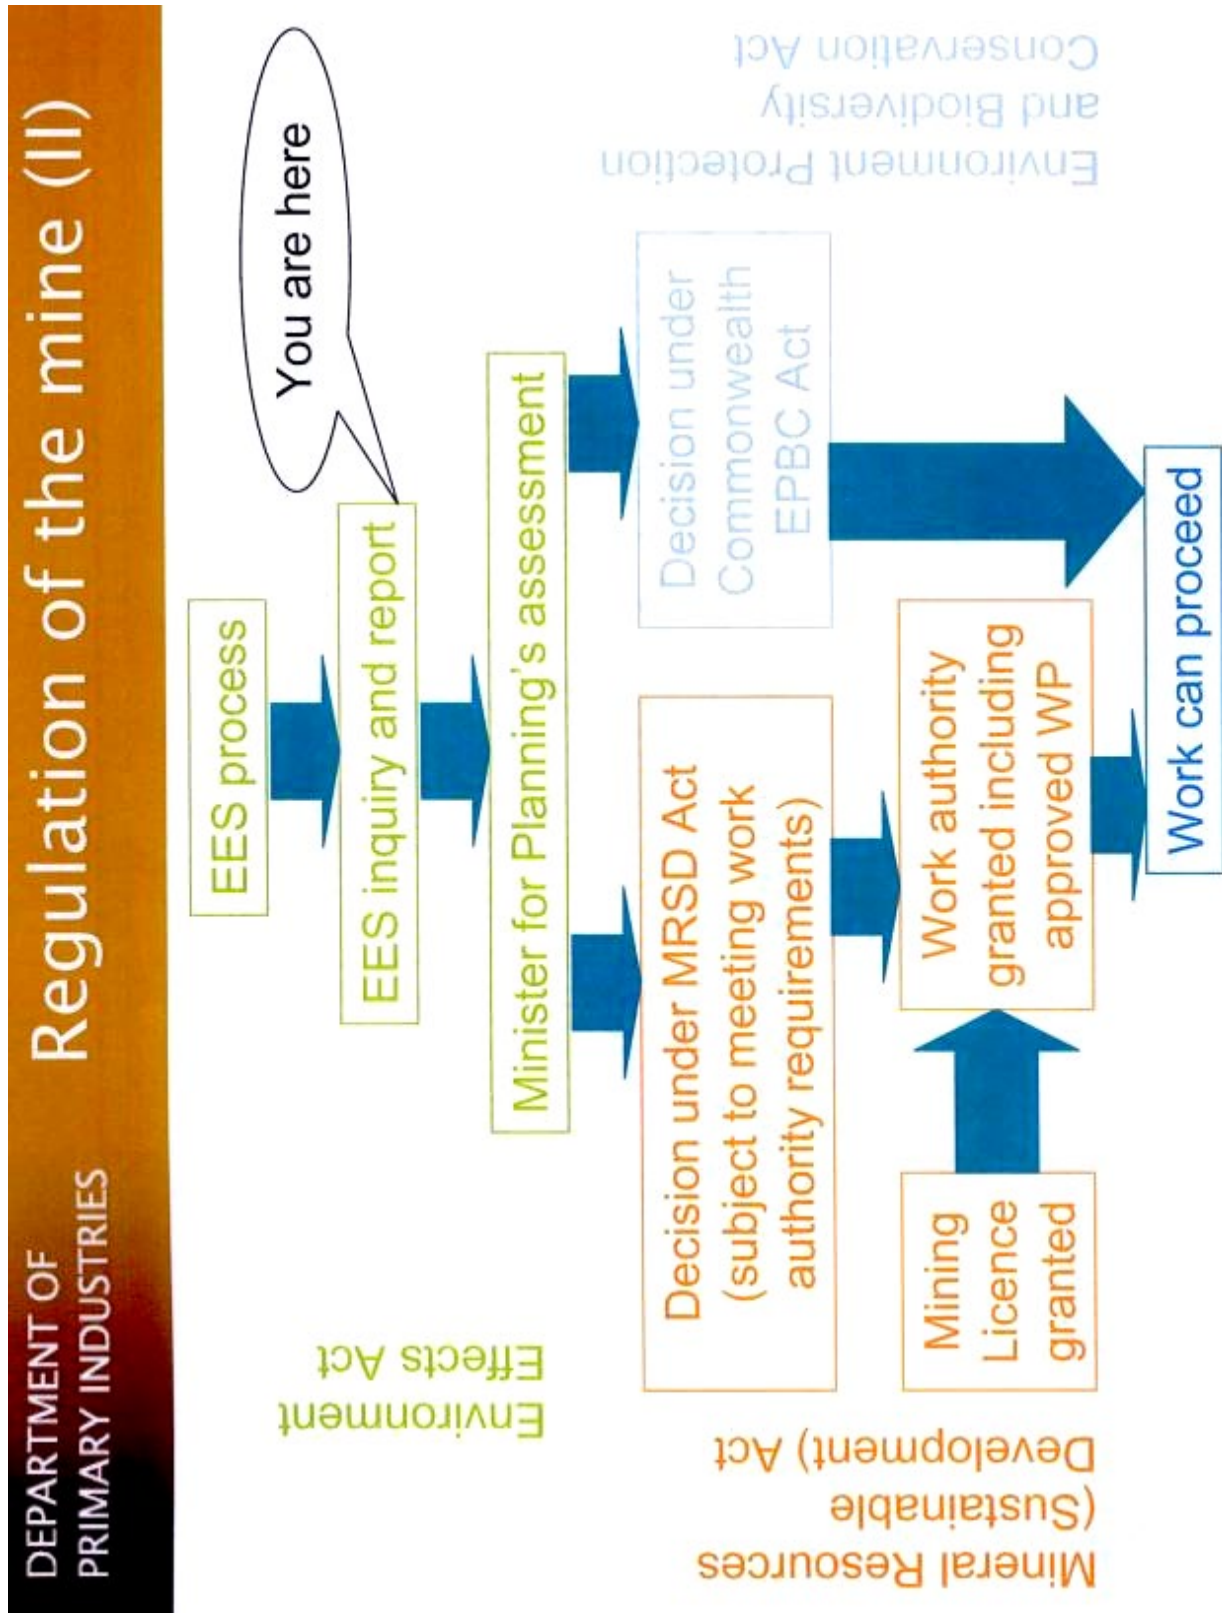 DEPARTMENT OF
PRIMARY INDUSTRIES
Regulation of the mine (II)
You are here
EES process
EES inquiry and report
Minister for Planning's assessment
Environment
Effects Act
Decision under MRSD Act
(subject to meeting work
authority requirements)
Decision under
Commonwealth
EPBC Act
Environment Protection
and Biodiversity
Conservation Act
Mining
Licence
granted
Work authority
granted including
approved WP
Mineral Resources
(Sustainable
Development) Act
Work can proceed